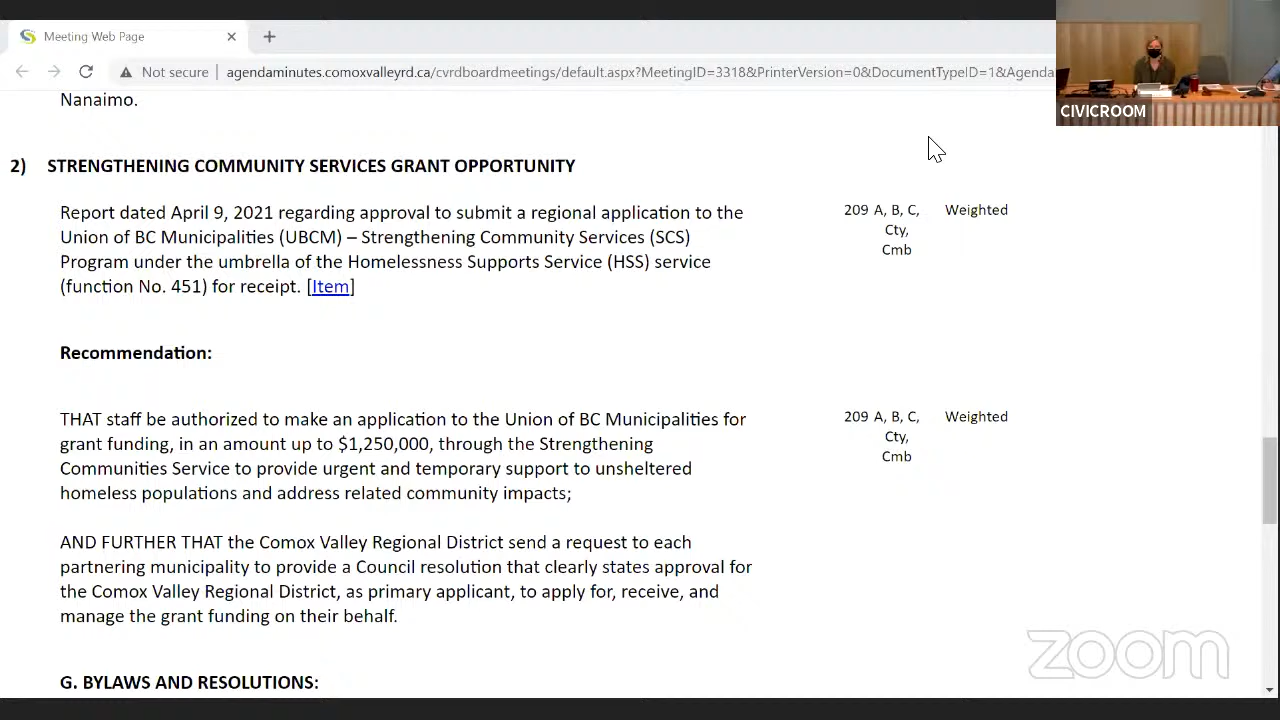 Meeting Web Page
Not secure
agendaminutes.comoxvalleyrd.ca/cvrdboardmeetings/default.aspx?MeetingID=3318&PrinterVersion=0&DocumentTypeID=1&Agenda
CIVICROOM
Nanaimo.
2) STRENGTHENING COMMUNITY SERVICES GRANT OPPORTUNITY
Report dated April 9, 2021 regarding approval to submit a regional application to the
Union of BC Municipalities (UBCM) – Strengthening Community Services (SCS)
Program under the umbrella of the Homelessness Supports Service (HSS) service
(function No. 451) for receipt. [Item]
209 A, B, C,
Cty,
Cmb
Weighted
Recommendation:
THAT staff be authorized to make an application to the Union of BC Municipalities for
grant funding, in an amount up to $1,250,000, through the Strengthening
Communities Service to provide urgent and temporary support to unsheltered
homeless populations and address related community impacts;
209 A, B, C,
Cty,
Cmb
Weighted
AND FURTHER THAT the Comox Valley Regional District send a request to each
partnering municipality to provide a Council resolution that clearly states approval for
the Comox Valley Regional District, as primary applicant, to apply for, receive, and
manage the grant funding on their behalf.
zoom
G. BYLAWS AND RESOLUTIONS: